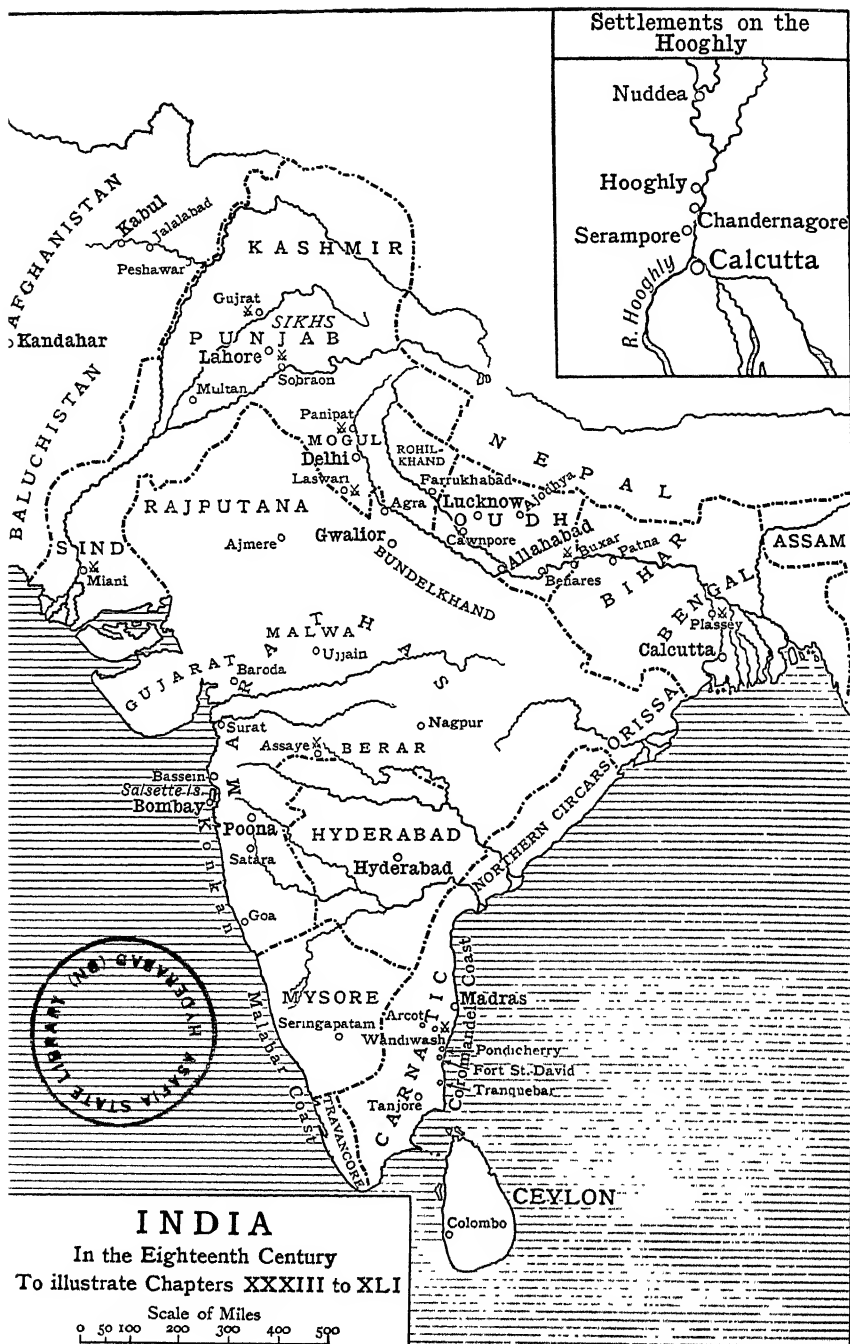 Settlements on the
Hooghly
Nuddea
Hooghly
Chandernagore
Serampore
Calcutta
R. Hooghly
AFGHANISTAN
Kabul
Jalalabad
Peshawar
KASHMIR
Gujrat
SIKHS
PUNJAB
Kandahar
Lahore
Sobraon
Multan
BALUCHISTAN
Panipat
MOGUL
Delhi
ROHIL-
KHAND
NEPAL
Laswari
Farrukhabad
Ajodhya
RAJPUTANA
Agra
Lucknow
OUDH
Ajmere
Gwalior
Cawnpore
Allahabad
Buxar
Patna
ASSAM
SIND
Miani
Benares
BIHAR
BUNDELKHAND
BENGAL
Plassey
Calcutta
MARATHAS
MALWA
Ujjain
GUJARAT
Baroda
Surat
Nagpur
ORISSA
Assaye
BERAR
Bassein
Salsette Is.
Bombay
Konkan
Poona
Satara
HYDERABAD
Hyderabad
NORTHERN CIRCARS
Goa
Malabar Coast
MYSORE
Seringapatam
CARNATIC
Coromandel Coast
Madras
Arcot
Wandiwash
Pondicherry
Fort St. David
Tranquebar
Tanjore
TRAVANCORE
CEYLON
Colombo
HYDERABAD ASAFIA STATE LIBRARY (ND)
INDIA
In the Eighteenth Century
To illustrate Chapters XXXIII to XLI
Scale of Miles
0 50 100 200 300 400 500